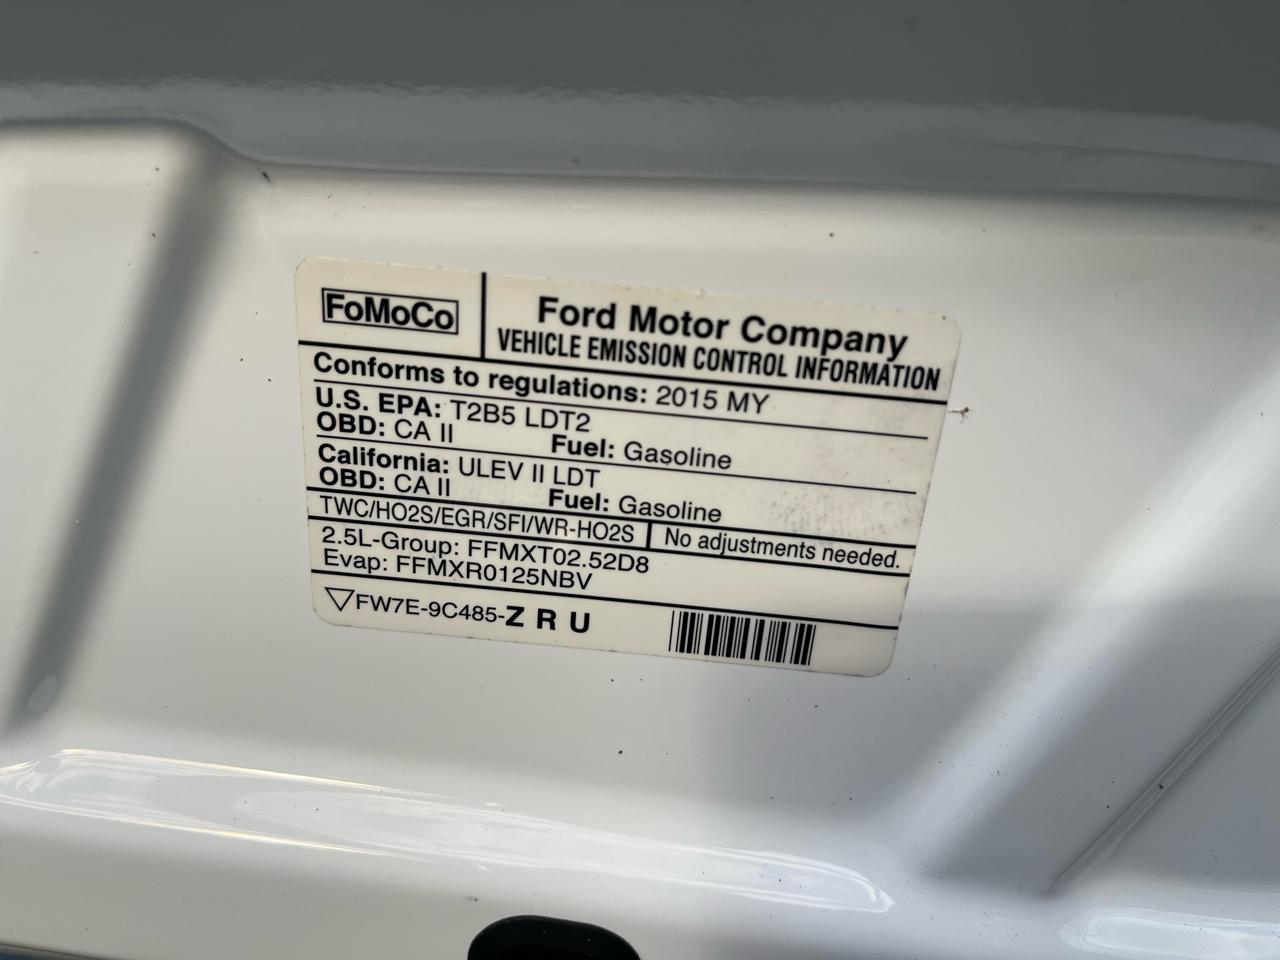 FoMoCo
Ford Motor Company
VEHICLE EMISSION CONTROL INFORMATION
Conforms to regulations: 2015 MY
U.S. EPA: T2B5 LDT2
OBD: CA II Fuel: Gasoline
California: ULEV II LDT
OBD: CA II Fuel: Gasoline
TWC/HO2S/EGR/SFI/WR-HO2S No adjustments needed.
2.5L-Group: FFMXT02.52D8
Evap: FFMXR0125NBV
FW7E-9C485-Z R U